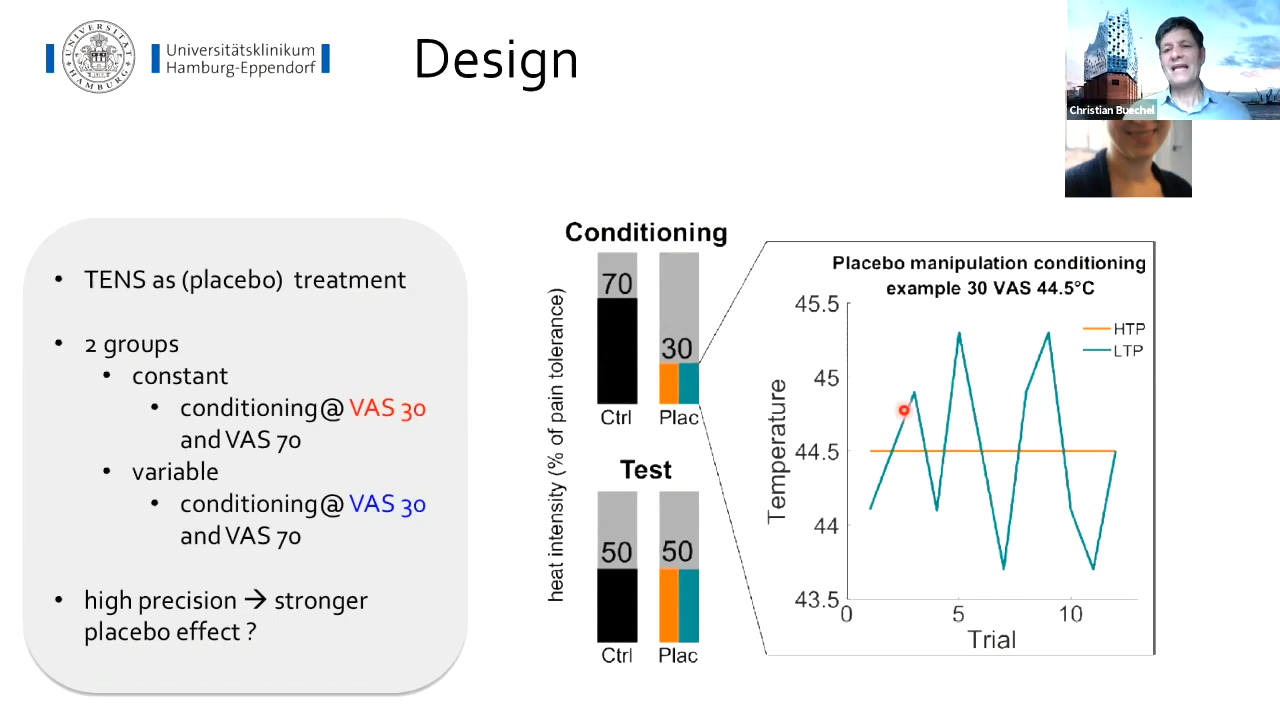 Universitätsklinikum
Hamburg-Eppendorf
Design
Christian Buechel
• TENS as (placebo) treatment
• 2 groups
• constant
• conditioning@ VAS 30
and VAS 70
• variable
• conditioning@ VAS 30
and VAS 70
• high precision → stronger
placebo effect ?
heat intensity (% of pain tolerance)
Conditioning
70
30
Ctrl
Plac
Test
50
50
Ctrl
Plac
Placebo manipulation conditioning
example 30 VAS 44.5°C
HTP
LTP
Temperature
45.5
45
44.5
44
43.5
0
5
10
Trial